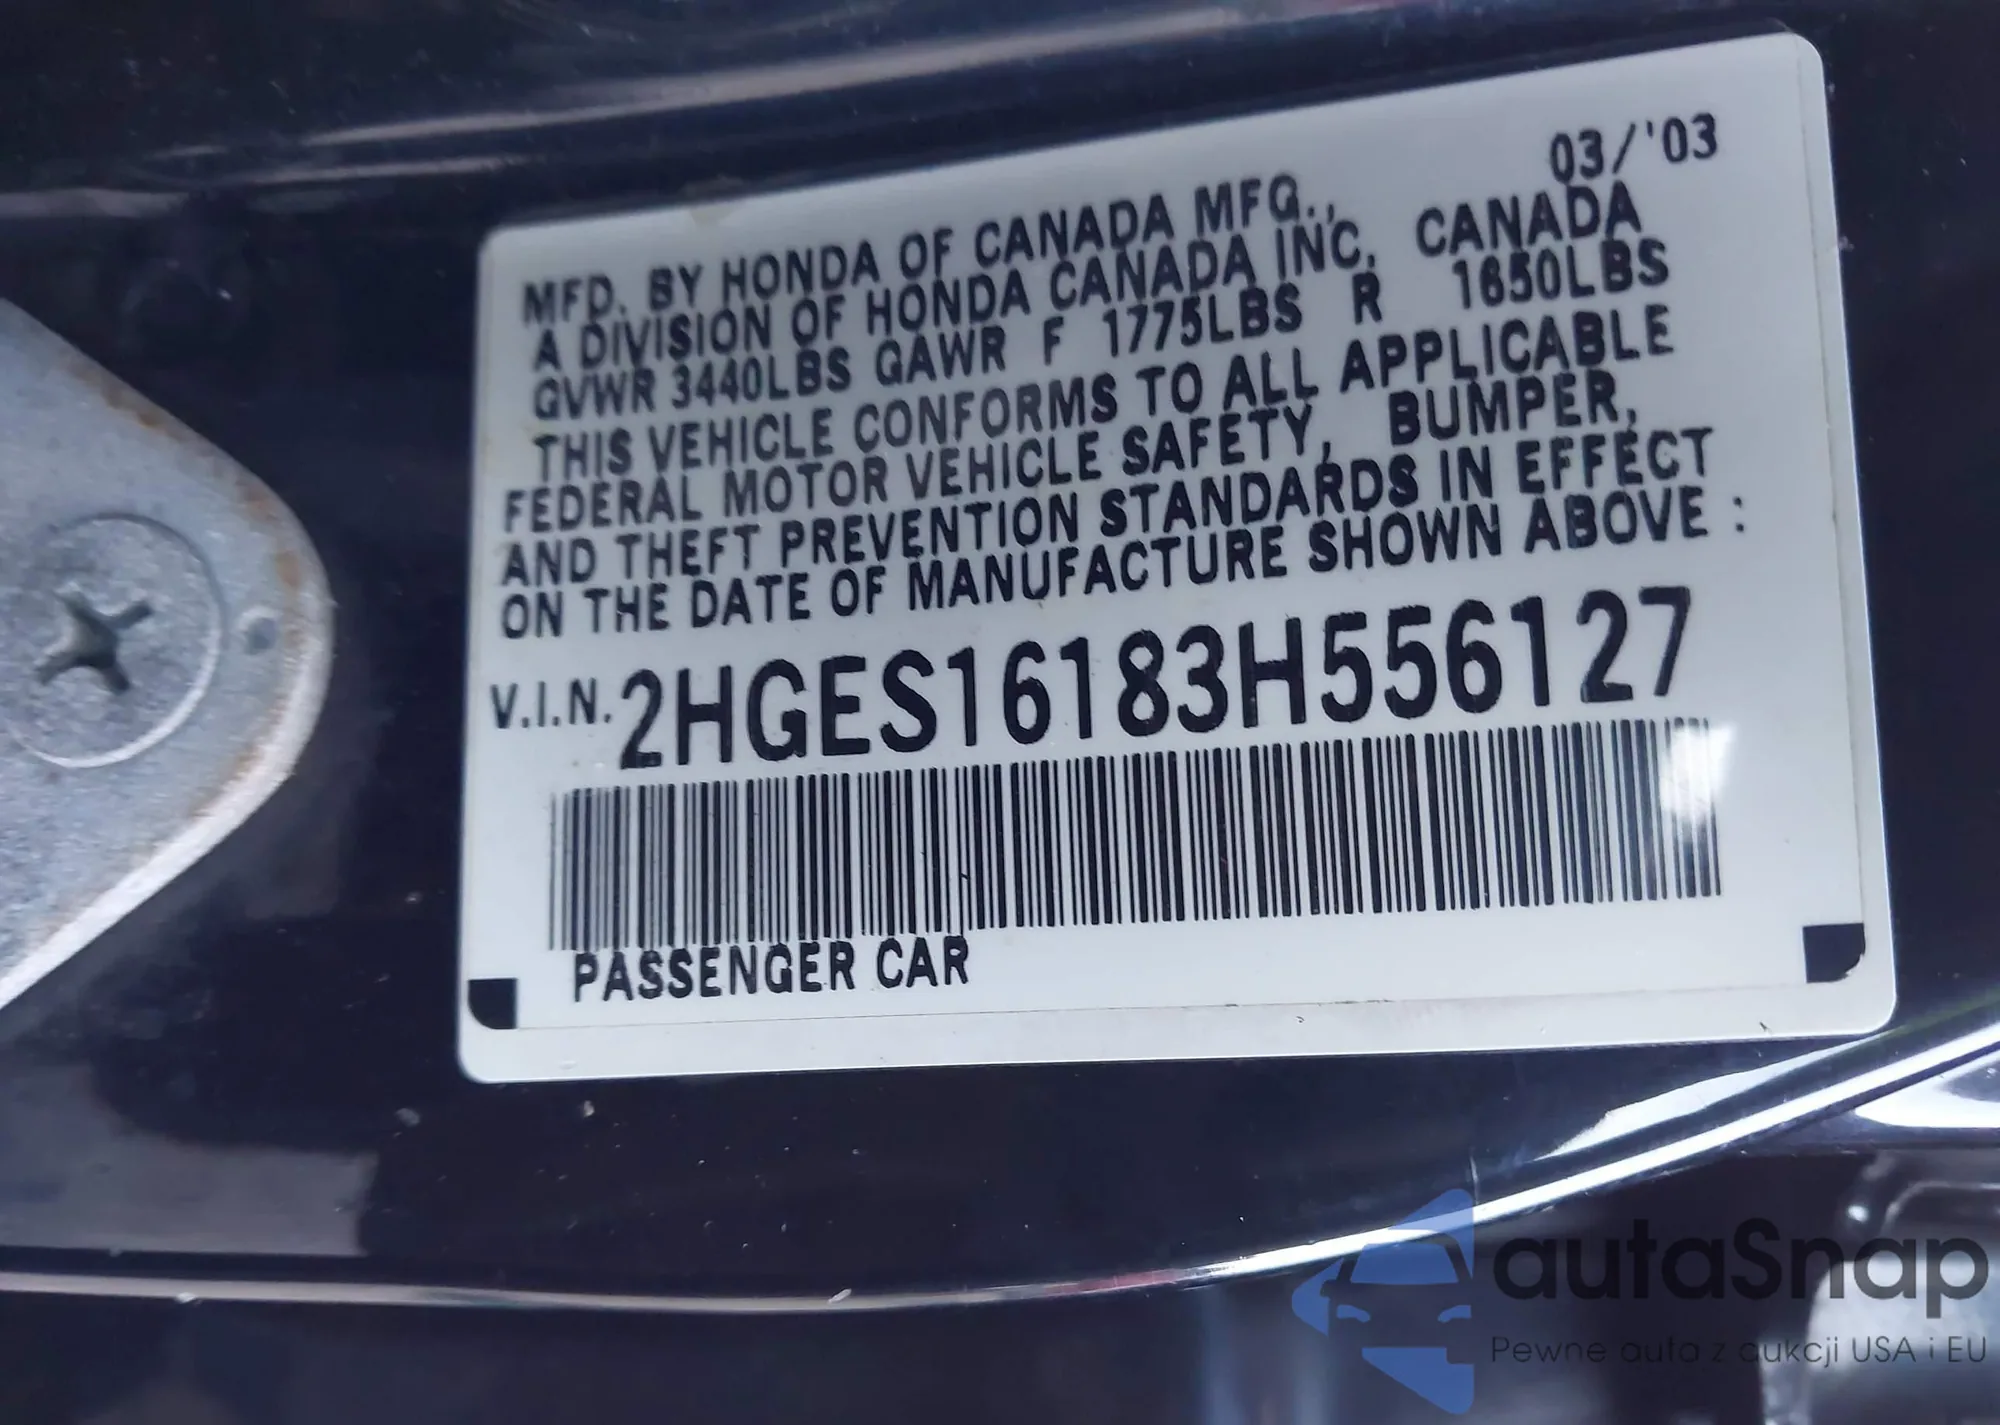 03/'03
MFD. BY HONDA OF CANADA MFG.,
A DIVISION OF HONDA CANADA INC. CANADA
GVWR 3440LBS GAWR F 1775LBS R 1650LBS
THIS VEHICLE CONFORMS TO ALL APPLICABLE
FEDERAL MOTOR VEHICLE SAFETY, BUMPER,
AND THEFT PREVENTION STANDARDS IN EFFECT
ON THE DATE OF MANUFACTURE SHOWN ABOVE :
V.I.N. 2HGES16183H556127
PASSENGER CAR
autaSnap
Pewne auta z aukcji USA i EU